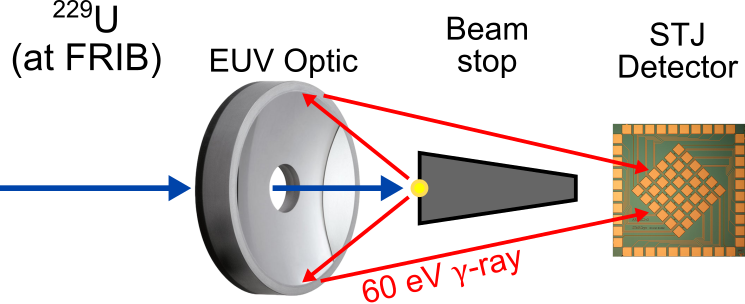 ²²⁹U
(at FRIB)
EUV Optic
Beam
stop
STJ
Detector
60 eV γ-ray